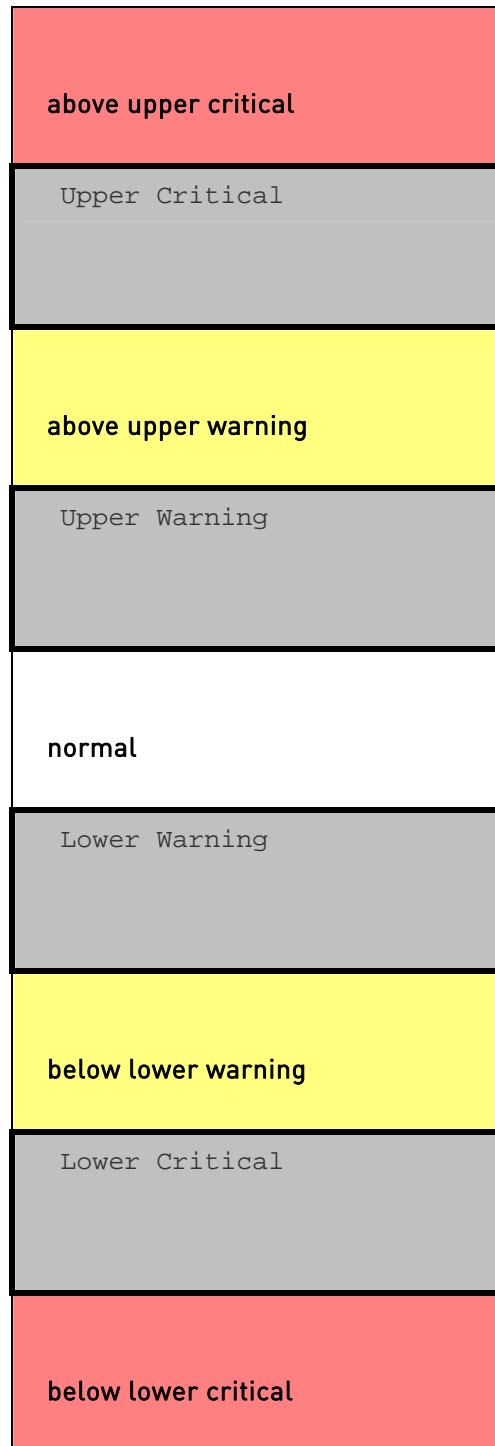 above upper critical
Upper Critical
above upper warning
Upper Warning
normal
Lower Warning
below lower warning
Lower Critical
below lower critical